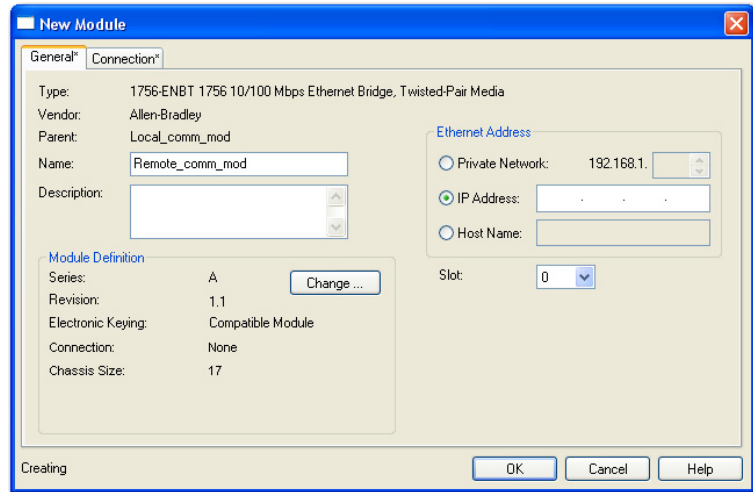 New Module
General* Connection*
Type: 1756-ENBT 1756 10/100 Mbps Ethernet Bridge, Twisted-Pair Media
Vendor: Allen-Bradley
Parent: Local_comm_mod
Name: Remote_comm_mod
Description:
Ethernet Address
Private Network: 192.168.1.
IP Address: . . .
Host Name:
Module Definition
Series: A Change ...
Revision: 1.1
Electronic Keying: Compatible Module
Connection: None
Chassis Size: 17
Slot: 0
Creating OK Cancel Help